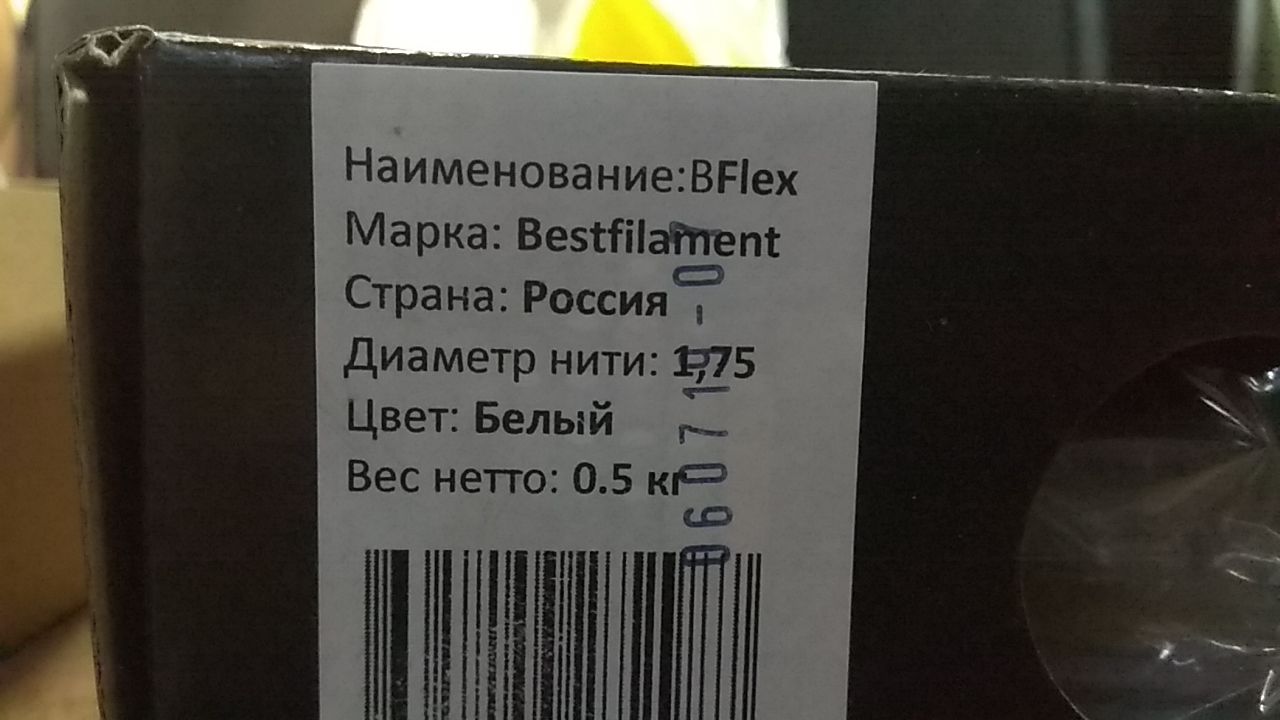 Наименование:BFlex
Марка: Bestfilament
Страна: Россия
Диаметр нити: 1,75
Цвет: Белый
Вес нетто: 0.5 кг